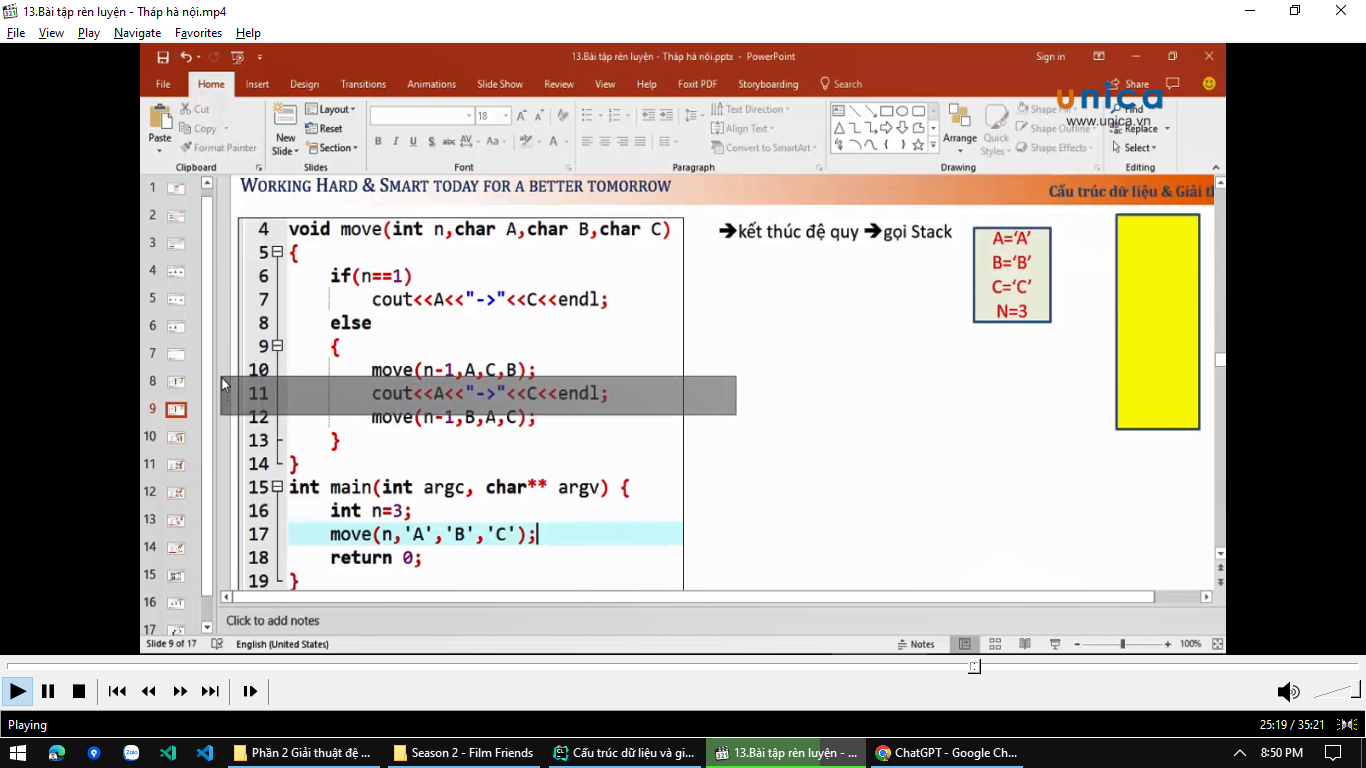 13.Bài tập rèn luyện - Tháp hà nội.mp4
File View Play Navigate Favorites Help
13.Bài tập rèn luyện - Tháp hà nội.pptx - PowerPoint
Sign in
File Home Insert Design Transitions Animations Slide Show Review View Help Foxit PDF Storyboarding Search Share
unica
www.unica.vn
Paste
Cut
Copy
Format Painter
Clipboard
New Slide
Layout
Reset
Section
Slides
18
B I U S abc AV Aa A
Font
Text Direction
Align Text
Convert to SmartArt
Paragraph
Arrange
Quick Styles
Shape Outline
Shape Effects
Drawing
Find
Replace
Select
Editing
1
2
3
4
5
6
7
8
9
10
11
12
13
14
15
16
17
WORKING HARD & SMART TODAY FOR A BETTER TOMORROW
Cấu trúc dữ liệu & Giải t
4 void move(int n,char A,char B,char C)
5 {
6 if(n==1)
7 cout<<A<<"->"<<C<<endl;
8 else
9 {
10 move(n-1,A,C,B);
11 cout<<A<<"->"<<C<<endl;
12 move(n-1,B,A,C);
13 }
14 }
15 int main(int argc, char** argv) {
16 int n=3;
17 move(n,'A','B','C');
18 return 0;
19 }
➔kết thúc đệ quy ➔gọi Stack
A='A'
B='B'
C='C'
N=3
Click to add notes
Slide 9 of 17 English (United States) Notes 100%
Playing
25:19 / 35:21
Phần 2 Giải thuật đệ ...
Season 2 - Film Friends
Cấu trúc dữ liệu và gi...
13.Bài tập rèn luyện - ...
ChatGPT - Google Ch...
8:50 PM